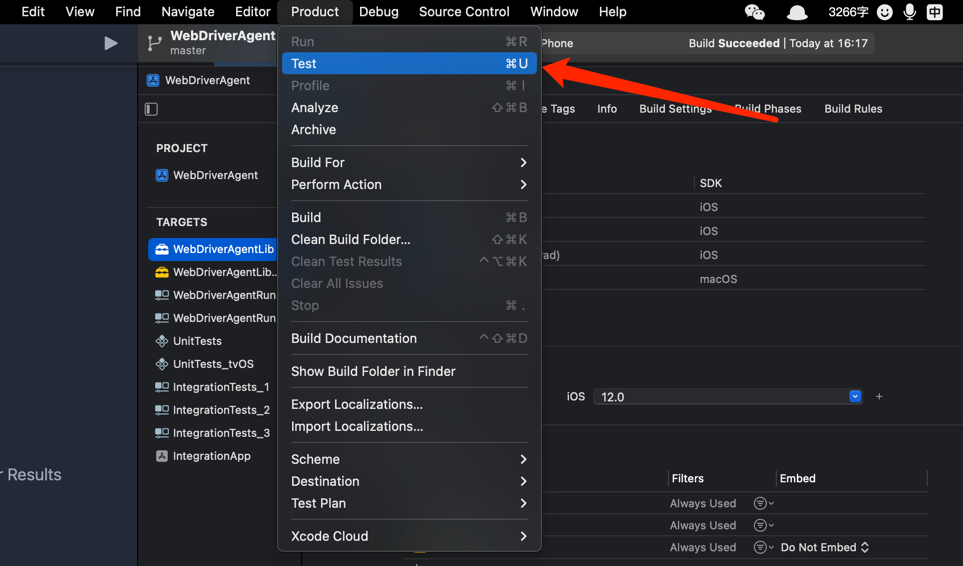 Edit View Find Navigate Editor Product Debug Source Control Window Help 3266字 中
WebDriverAgent
master
Phone
Build Succeeded | Today at 16:17
WebDriverAgent
Tags Info Build Settings Build Phases Build Rules
PROJECT
WebDriverAgent
TARGETS
WebDriverAgentLib
WebDriverAgentLib...
WebDriverAgentRun
WebDriverAgentRun
UnitTests
UnitTests_tvOS
IntegrationTests_1
IntegrationTests_2
IntegrationTests_3
IntegrationApp
r Results
Run ⌘R
Test ⌘U
Profile ⌘I
Analyze ⇧⌘B
Archive
Build For
Perform Action
Build ⌘B
Clean Build Folder... ⇧⌘K
Clean Test Results ^⌥⌘K
Clear All Issues
Stop ⌘.
Build Documentation ^⇧⌘D
Show Build Folder in Finder
Export Localizations...
Import Localizations...
Scheme
Destination
Test Plan
Xcode Cloud
SDK
iOS
iOS
rad) iOS
macOS
iOS 12.0 +
Filters Embed
Always Used
Always Used
Always Used Do Not Embed